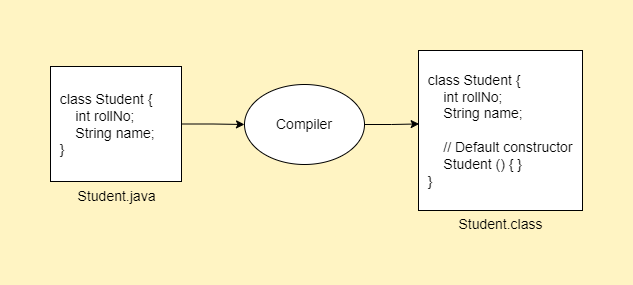 class Student {
int rollNo;
String name;
}
Student.java
Compiler
class Student {
int rollNo;
String name;
// Default constructor
Student () { }
}
Student.class